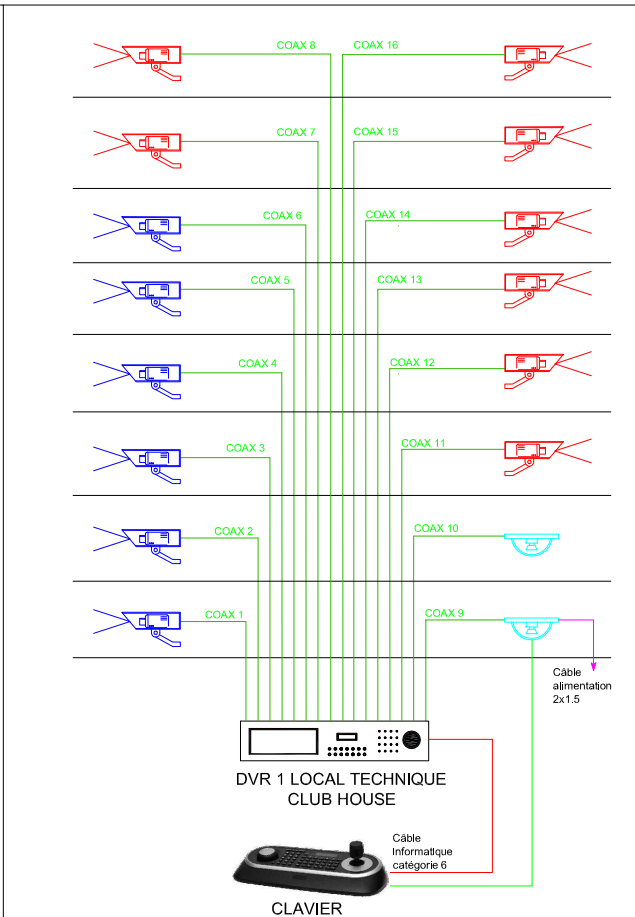 COAX 8
COAX 16
COAX 7
COAX 15
COAX 6
COAX 14
COAX 5
COAX 13
COAX 4
COAX 12
COAX 3
COAX 11
COAX 2
COAX 10
COAX 1
COAX 9
Câble
alimentation
2x1.5
DVR 1 LOCAL TECHNIQUE
CLUB HOUSE
Câble
Informatique
catégorie 6
CLAVIER